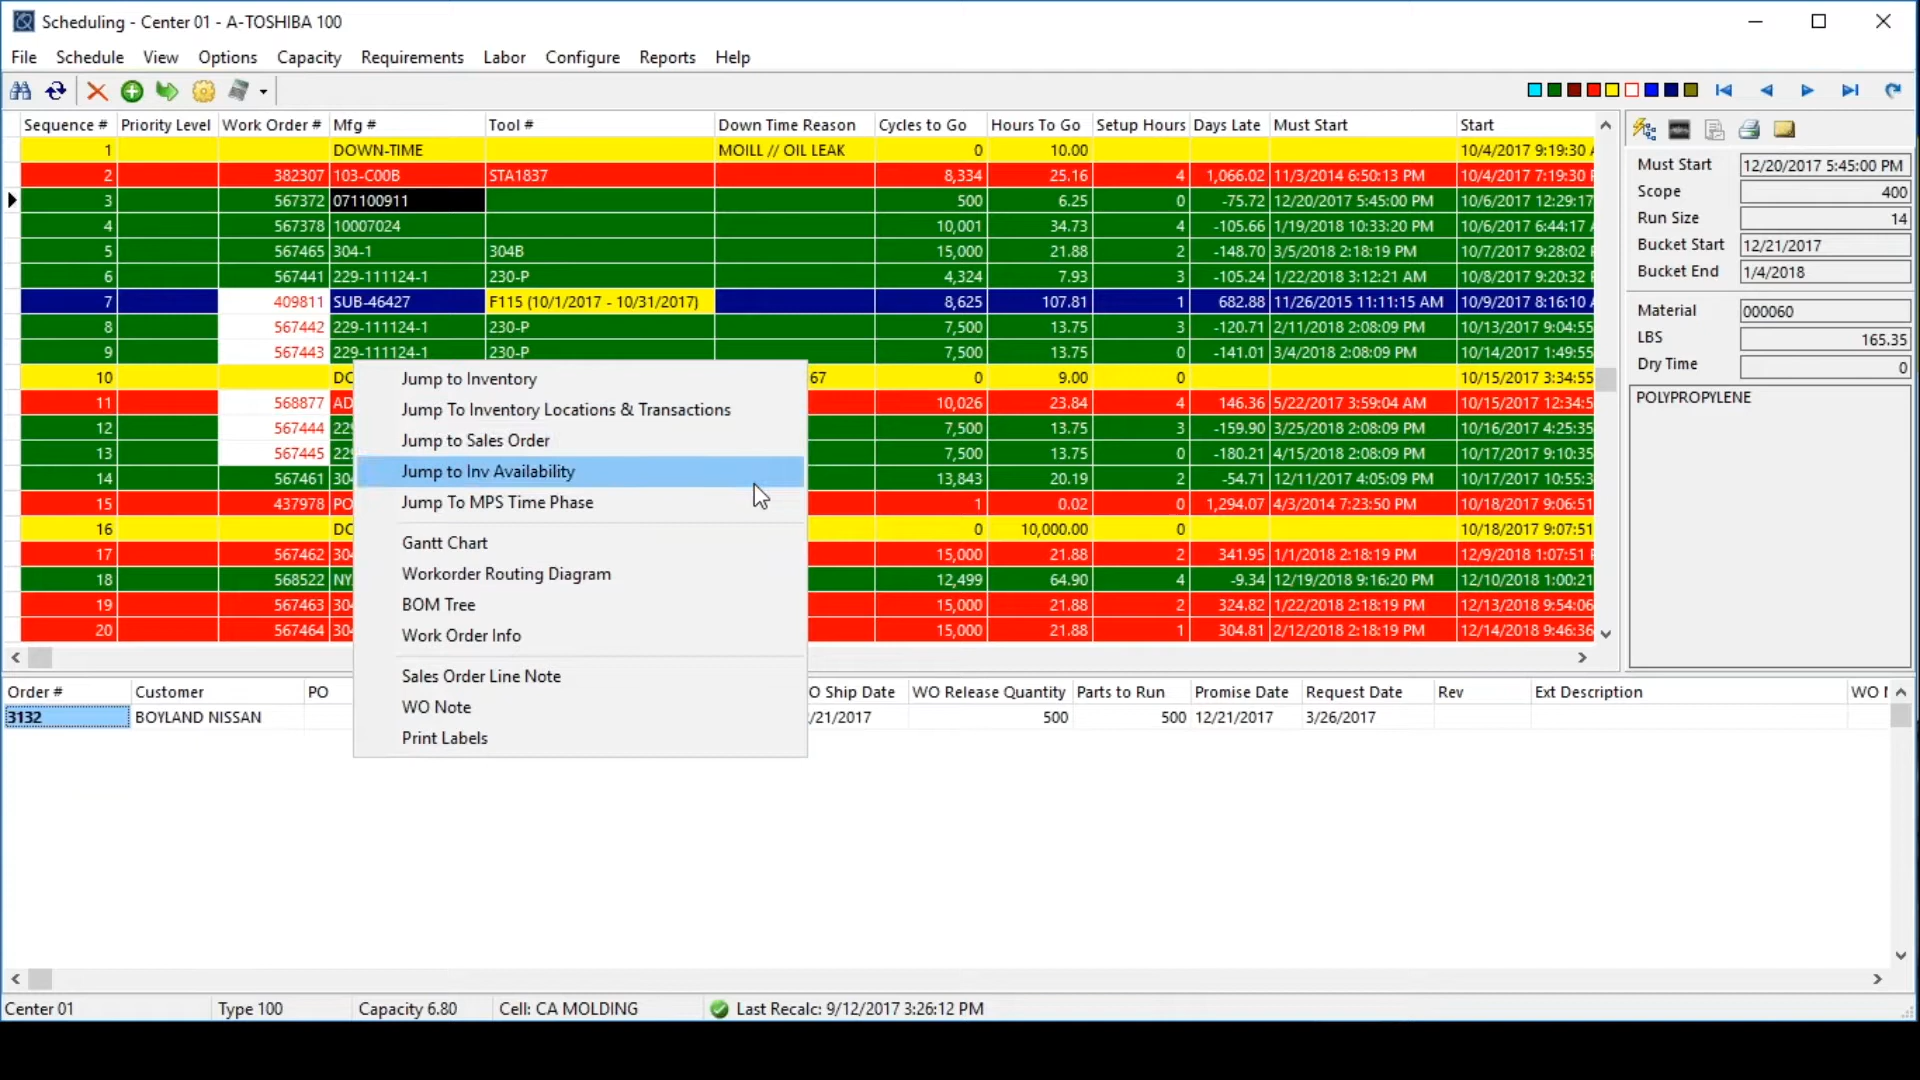 Scheduling - Center 01 - A-TOSHIBA 100
File Schedule View Options Capacity Requirements Labor Configure Reports Help
Sequence # Priority Level Work Order # Mfg # Tool # Down Time Reason Cycles to Go Hours To Go Setup Hours Days Late Must Start Start
1 DOWN-TIME MOILL // OIL LEAK 0 10.00 10/4/2017 9:19:30
2 382307 103-C00B STA1837 8,334 25.16 4 1,066.02 11/3/2014 6:50:13 PM 10/4/2017 7:19:30
3 567372 071100911 500 6.25 0 -75.72 12/20/2017 5:45:00 PM 10/6/2017 12:29:17
4 567378 10007024 10,001 34.73 4 -105.66 1/19/2018 10:33:20 PM 10/6/2017 6:44:17
5 567465 304-1 304B 15,000 21.88 2 -148.70 3/5/2018 2:18:19 PM 10/7/2017 9:28:02
6 567441 229-111124-1 230-P 4,324 7.93 3 -105.24 1/22/2018 3:12:21 AM 10/8/2017 9:20:32
7 409811 SUB-46427 F115 (10/1/2017 - 10/31/2017) 8,625 107.81 1 682.88 11/26/2015 11:11:15 AM 10/9/2017 8:16:10
8 567442 229-111124-1 230-P 7,500 13.75 3 -120.71 2/11/2018 2:08:09 PM 10/13/2017 9:04:55
9 567443 229-111124-1 230-P 7,500 13.75 0 -141.01 3/4/2018 2:08:09 PM 10/14/2017 1:49:55
10 DO 67 0 9.00 0 10/15/2017 3:34:55
11 568877 AD 10,026 23.84 4 146.36 5/22/2017 3:59:04 AM 10/15/2017 12:34:5
12 567444 229 7,500 13.75 3 -159.90 3/25/2018 2:08:09 PM 10/16/2017 4:25:35
13 567445 229 7,500 13.75 0 -180.21 4/15/2018 2:08:09 PM 10/17/2017 9:10:35
14 567461 304 13,843 20.19 2 -54.71 12/11/2017 4:05:09 PM 10/17/2017 10:55:3
15 437978 PO 1 0.02 0 1,294.07 4/3/2014 7:23:50 PM 10/18/2017 9:06:51
16 DO 0 10,000.00 0 10/18/2017 9:07:51
17 567462 304 15,000 21.88 2 341.95 1/1/2018 2:18:19 PM 12/9/2018 1:07:51
18 568522 NY 12,499 64.90 4 -9.34 12/19/2018 9:16:20 PM 12/10/2018 1:00:21
19 567463 304 15,000 21.88 2 324.82 1/22/2018 2:18:19 PM 12/13/2018 9:54:06
20 567464 304 15,000 21.88 1 304.81 2/12/2018 2:18:19 PM 12/14/2018 9:46:36
Jump to Inventory
Jump To Inventory Locations & Transactions
Jump to Sales Order
Jump to Inv Availability
Jump To MPS Time Phase
Gantt Chart
Workorder Routing Diagram
BOM Tree
Work Order Info
Sales Order Line Note
WO Note
Print Labels
Must Start 12/20/2017 5:45:00 PM
Scope 400
Run Size 14
Bucket Start 12/21/2017
Bucket End 1/4/2018
Material 000060
LBS 165.35
Dry Time 0
POLYPROPYLENE
Order # Customer PO O Ship Date WO Release Quantity Parts to Run Promise Date Request Date Rev Ext Description WO
3132 BOYLAND NISSAN /21/2017 500 500 12/21/2017 3/26/2017
Center 01 Type 100 Capacity 6.80 Cell: CA MOLDING Last Recalc: 9/12/2017 3:26:12 PM